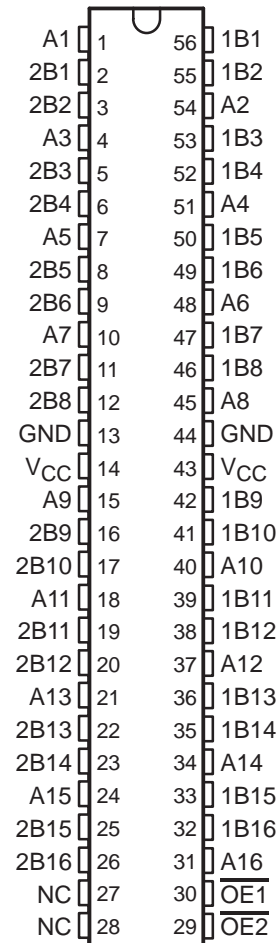 A1 1 56 1B1
2B1 2 55 1B2
2B2 3 54 A2
A3 4 53 1B3
2B3 5 52 1B4
2B4 6 51 A4
A5 7 50 1B5
2B5 8 49 1B6
2B6 9 48 A6
A7 10 47 1B7
2B7 11 46 1B8
2B8 12 45 A8
GND 13 44 GND
VCC 14 43 VCC
A9 15 42 1B9
2B9 16 41 1B10
2B10 17 40 A10
A11 18 39 1B11
2B11 19 38 1B12
2B12 20 37 A12
A13 21 36 1B13
2B13 22 35 1B14
2B14 23 34 A14
A15 24 33 1B15
2B15 25 32 1B16
2B16 26 31 A16
NC 27 30 O̅E̅1̅
NC 28 29 O̅E̅2̅